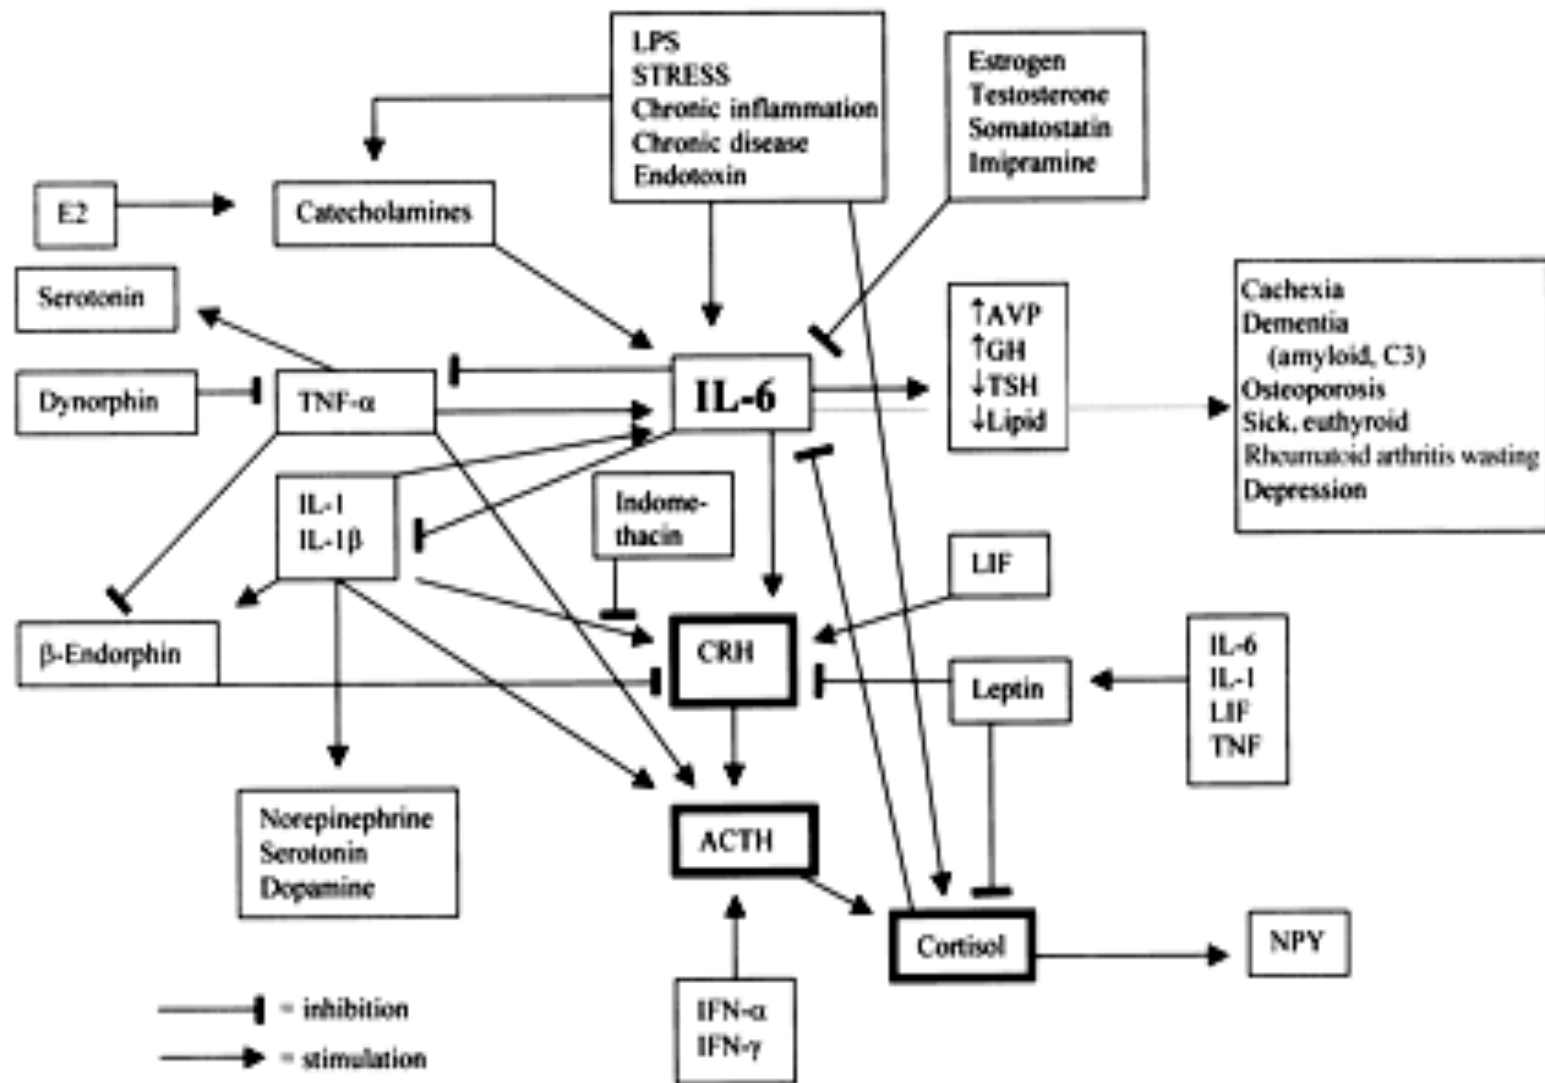 LPS
STRESS
Chronic inflammation
Chronic disease
Endotoxin
Estrogen
Testosterone
Somatostatin
Imipramine
E2
Catecholamines
Serotonin
Dynorphin
TNF-α
IL-6
↑AVP
↑GH
↓TSH
↓Lipid
Cachexia
Dementia
(amyloid, C3)
Osteoporosis
Sick, euthyroid
Rheumatoid arthritis wasting
Depression
IL-1
IL-1β
Indome-
thacin
LIF
β-Endorphin
CRH
Leptin
IL-6
IL-1
LIF
TNF
Norepinephrine
Serotonin
Dopamine
ACTH
Cortisol
NPY
IFN-α
IFN-γ
= inhibition
= stimulation